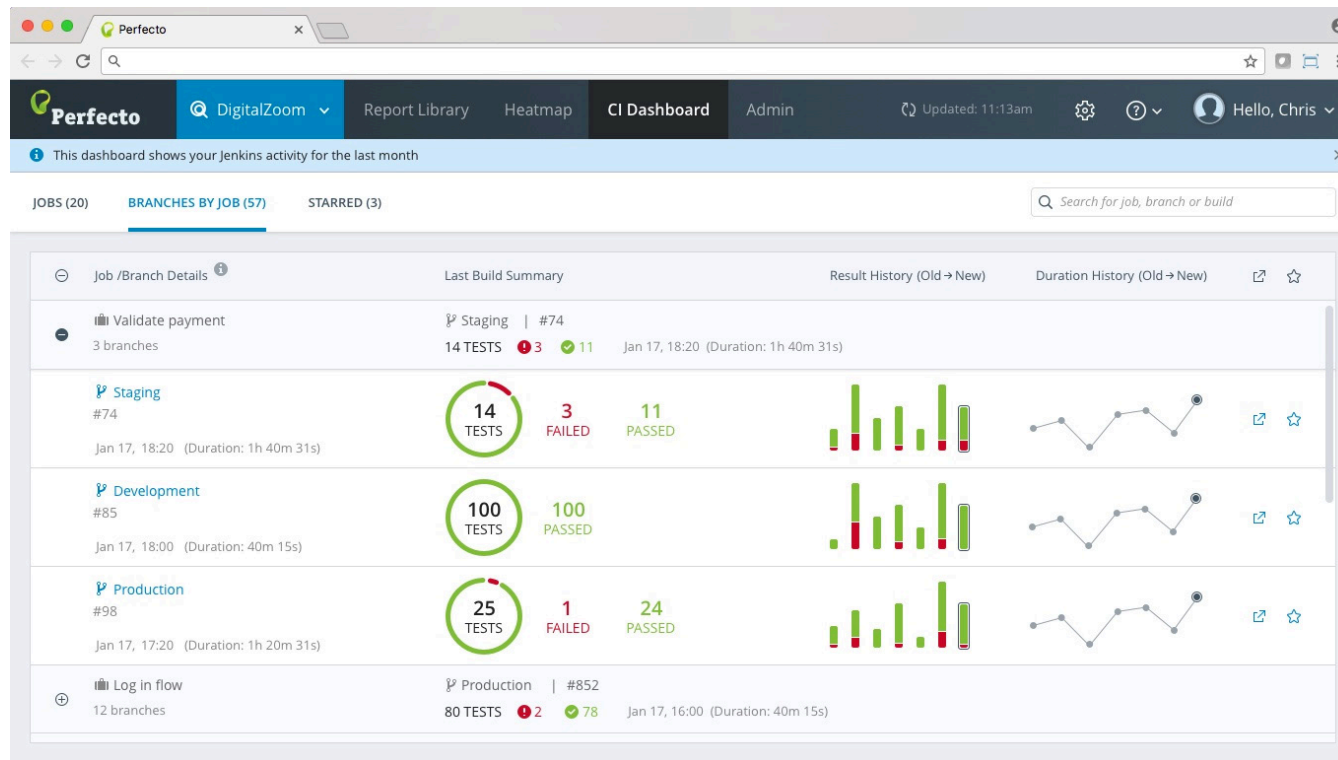 Perfecto
Perfecto DigitalZoom Report Library Heatmap CI Dashboard Admin Updated: 11:13am Hello, Chris
This dashboard shows your Jenkins activity for the last month
JOBS (20) BRANCHES BY JOB (57) STARRED (3) Search for job, branch or build
Job /Branch Details Last Build Summary Result History (Old → New) Duration History (Old → New)
Validate payment Staging | #74
3 branches 14 TESTS 3 11 Jan 17, 18:20 (Duration: 1h 40m 31s)
Staging
#74
Jan 17, 18:20 (Duration: 1h 40m 31s)
14 3 11
TESTS FAILED PASSED
Development
#85
Jan 17, 18:00 (Duration: 40m 15s)
100 100
TESTS PASSED
Production
#98
Jan 17, 17:20 (Duration: 1h 20m 31s)
25 1 24
TESTS FAILED PASSED
Log in flow Production | #852
12 branches 80 TESTS 2 78 Jan 17, 16:00 (Duration: 40m 15s)